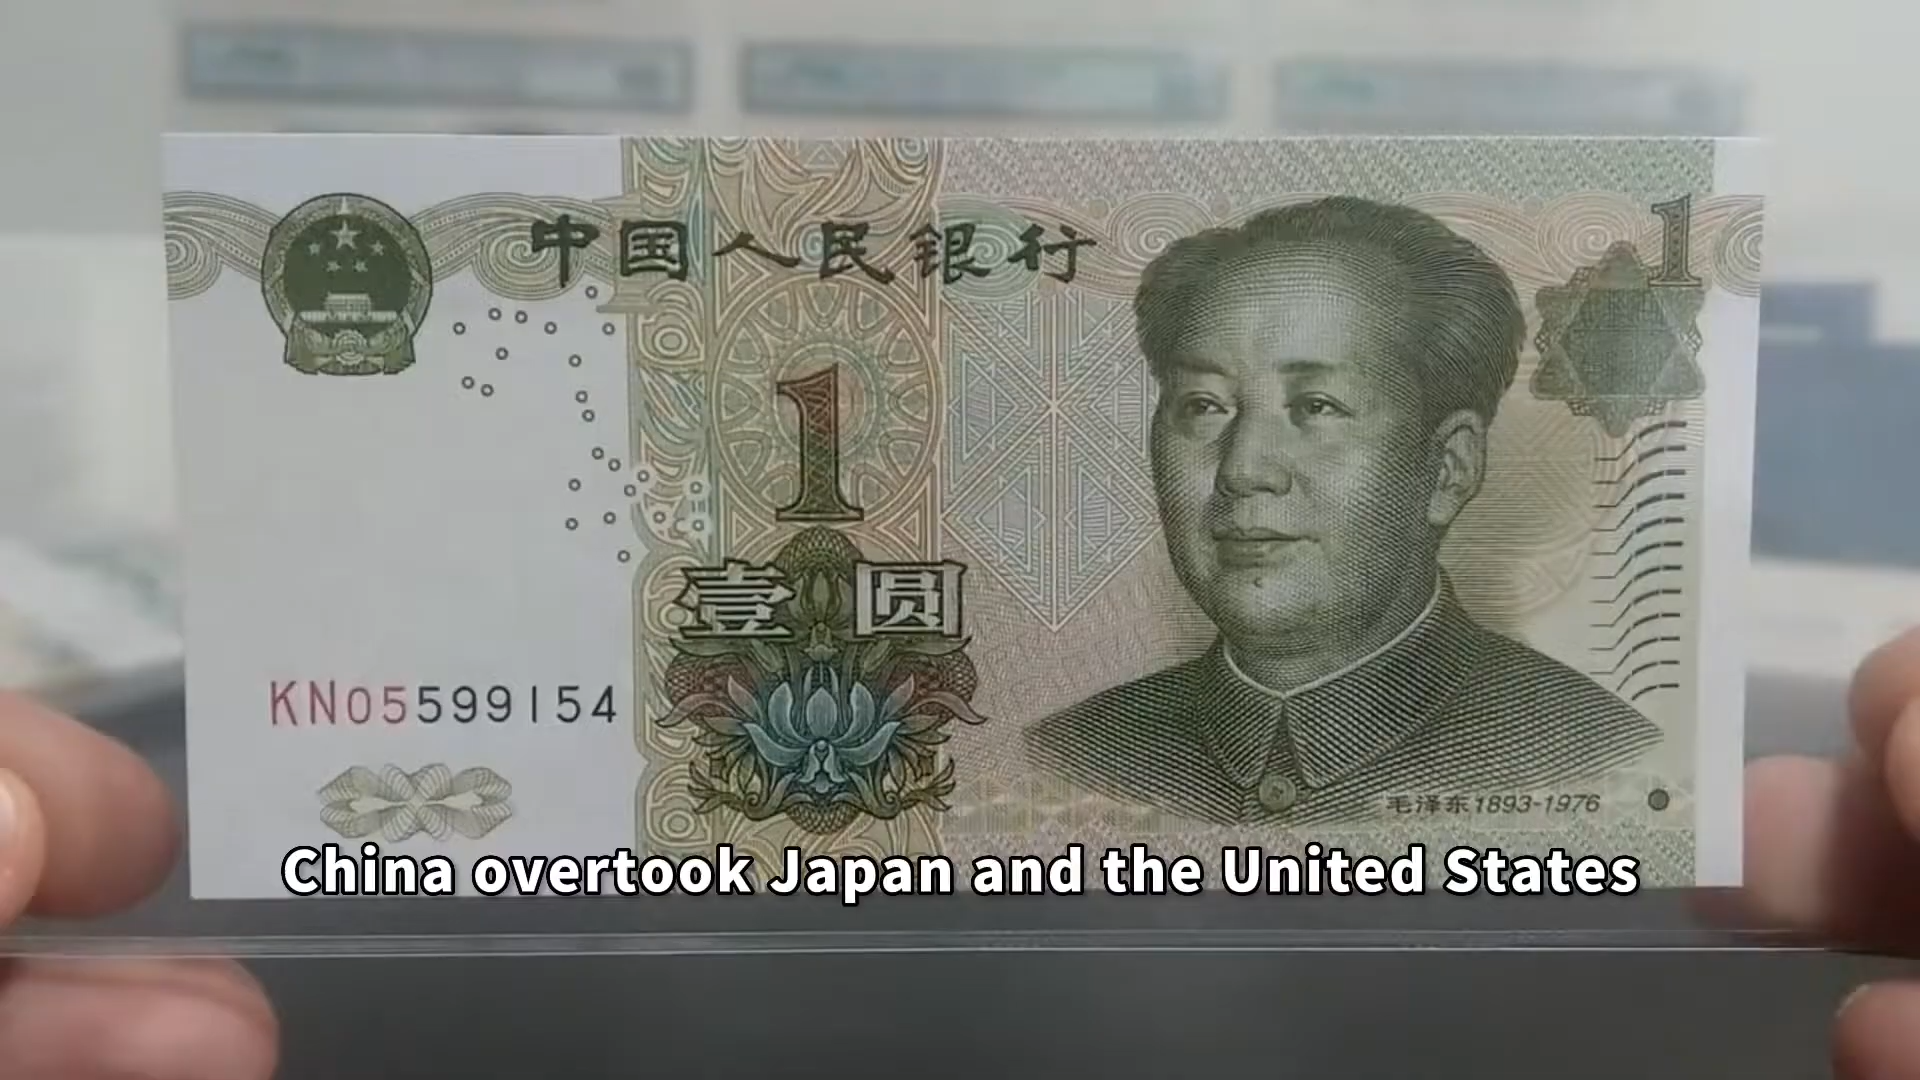 中国人民银行
1
1
壹圆
KN05599154
毛泽东1893-1976
China overtook Japan and the United States